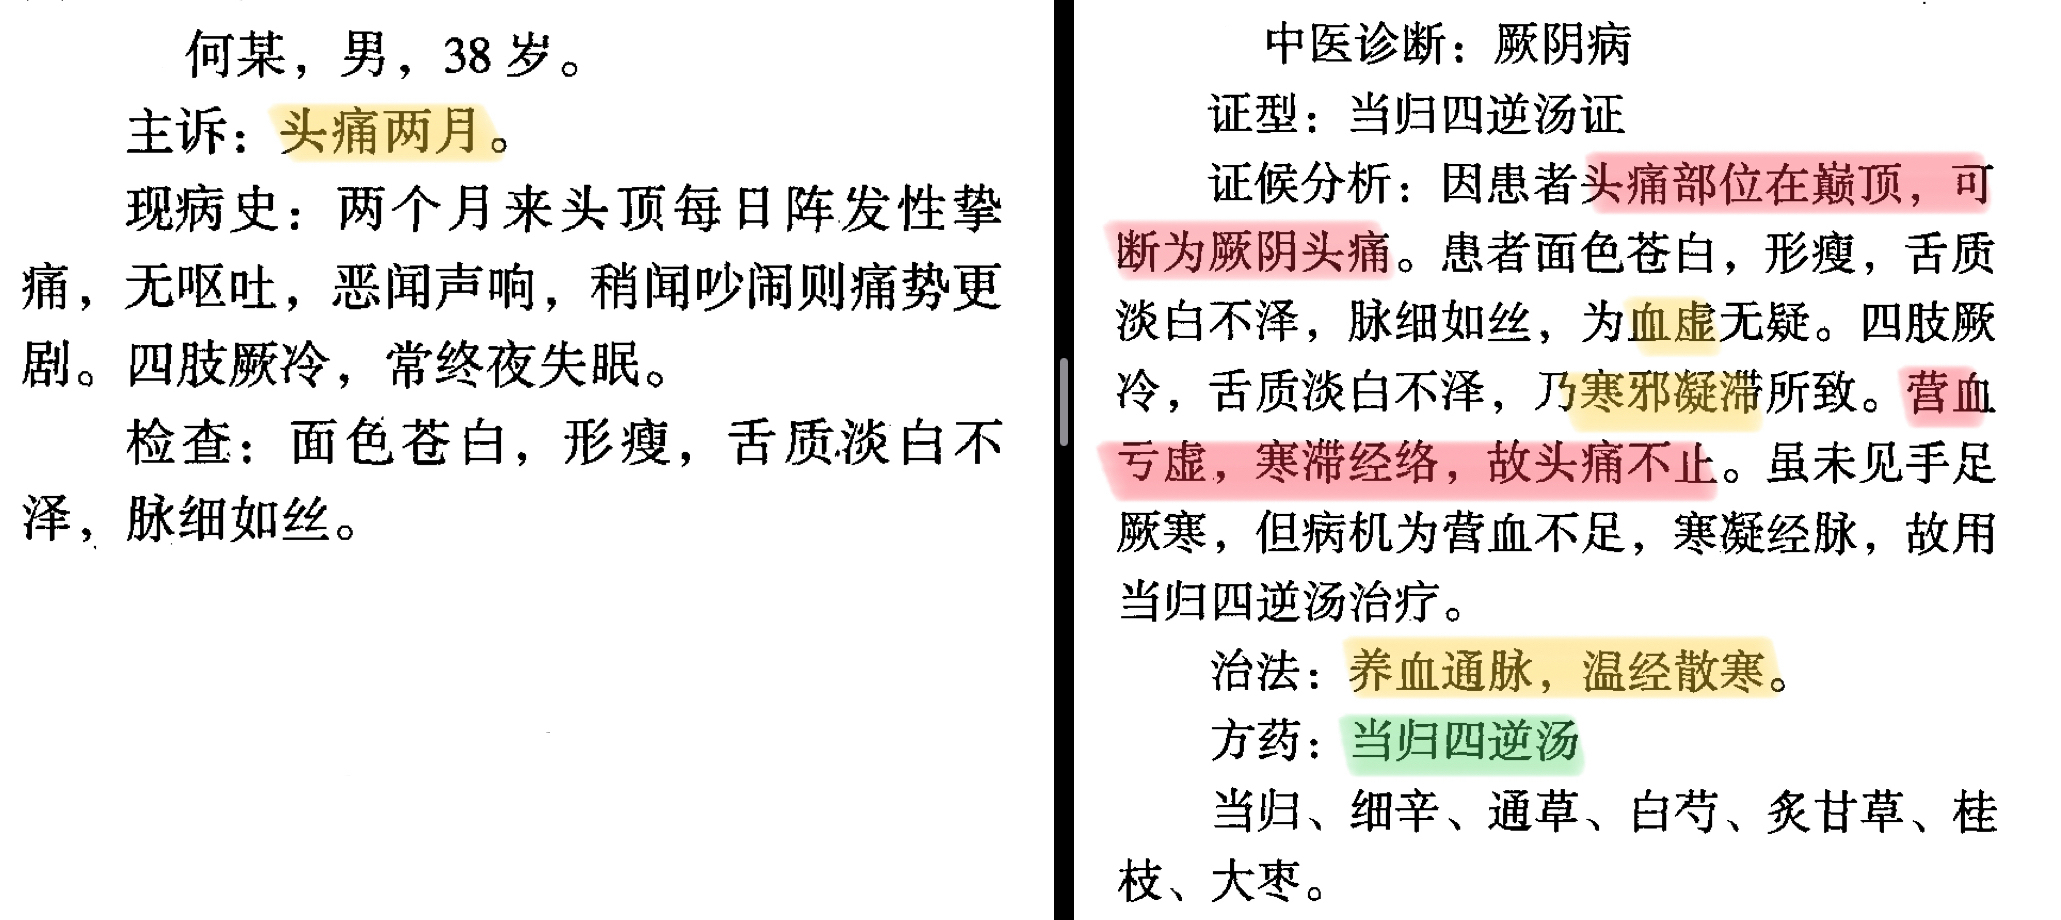 何某，男，38 岁。
主诉：头痛两月。
现病史：两个月来头顶每日阵发性挚
痛，无呕吐，恶闻声响，稍闻吵闹则痛势更
剧。四肢厥冷，常终夜失眠。
检查：面色苍白，形瘦，舌质淡白不
泽，脉细如丝。
中医诊断：厥阴病
证型：当归四逆汤证
证候分析：因患者头痛部位在巅顶，可
断为厥阴头痛。患者面色苍白，形瘦，舌质
淡白不泽，脉细如丝，为血虚无疑。四肢厥
冷，舌质淡白不泽，乃寒邪凝滞所致。营血
亏虚，寒滞经络，故头痛不止。虽未见手足
厥寒，但病机为营血不足，寒凝经脉，故用
当归四逆汤治疗。
治法：养血通脉，温经散寒。
方药：当归四逆汤
当归、细辛、通草、白芍、炙甘草、桂
枝、大枣。